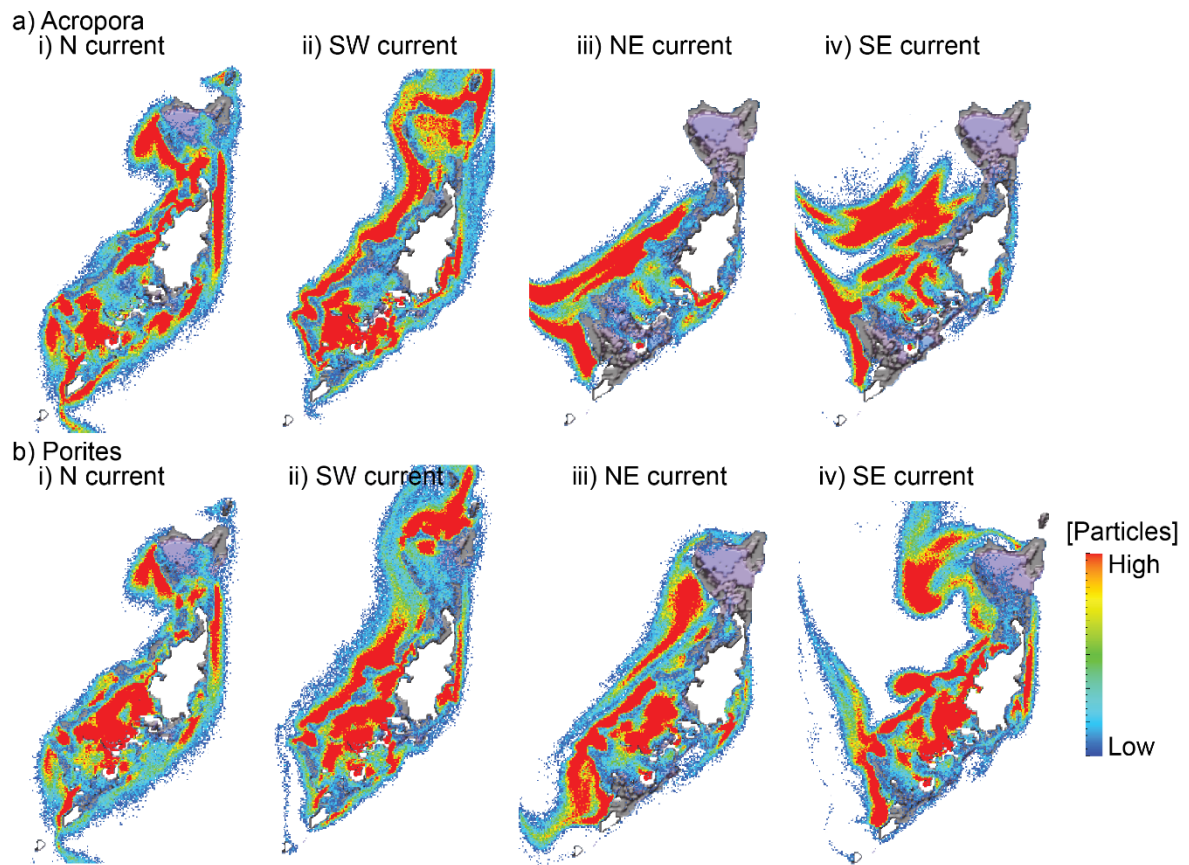 a) Acropora
i) N current
ii) SW current
iii) NE current
iv) SE current
b) Porites
i) N current
ii) SW current
iii) NE current
iv) SE current
[Particles]
High
Low